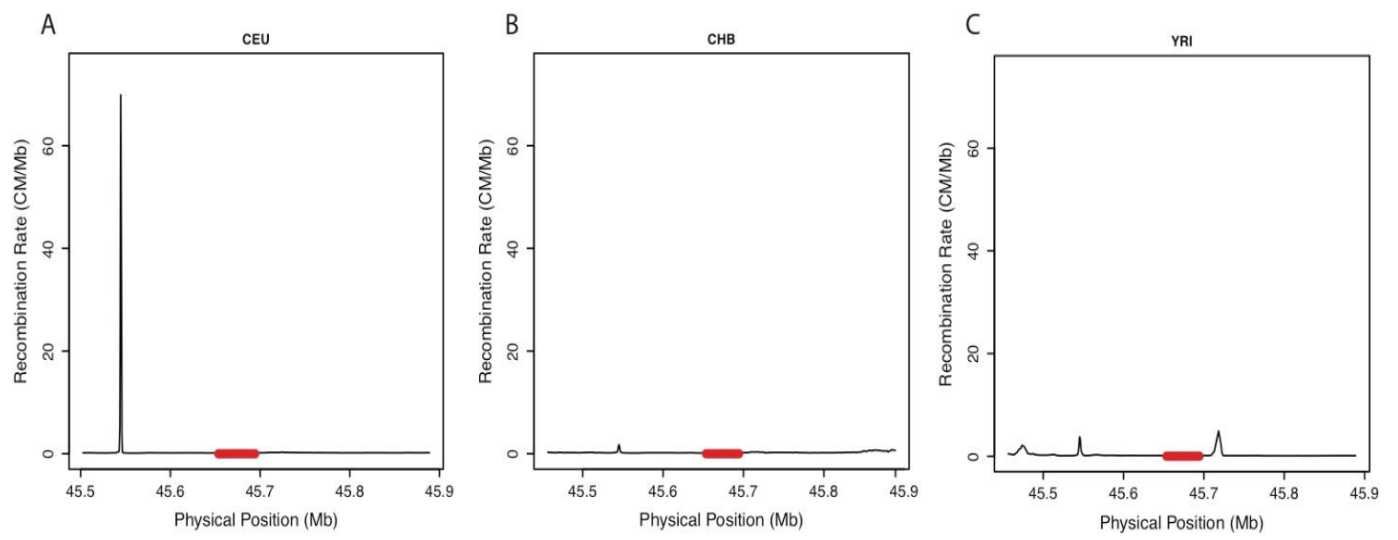 A
CEU
Recombination Rate (CM/Mb)
60
40
20
0
45.5 45.6 45.7 45.8 45.9
Physical Position (Mb)
B
CHB
Recombination Rate (CM/Mb)
60
40
20
0
45.5 45.6 45.7 45.8 45.9
Physical Position (Mb)
C
YRI
Recombination Rate (CM/Mb)
60
40
20
0
45.5 45.6 45.7 45.8 45.9
Physical Position (Mb)